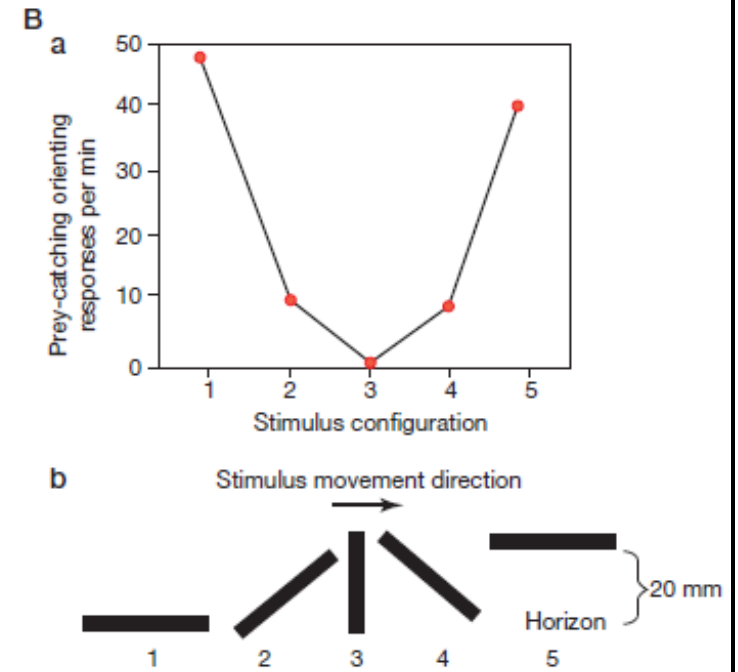 B
a
Prey-catching orienting
responses per min
50
40
30
20
10
0
1 2 3 4 5
Stimulus configuration
b
Stimulus movement direction
20 mm
Horizon
1 2 3 4 5